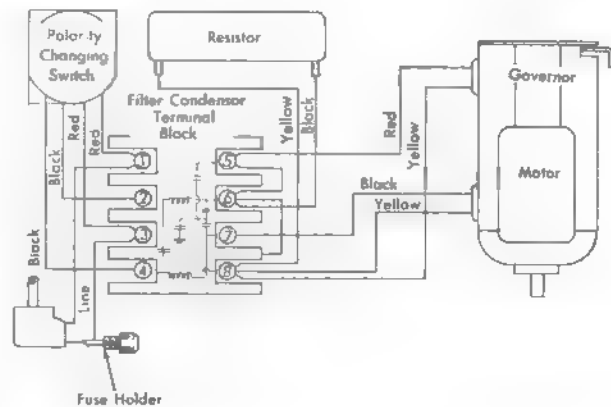 Polarity
Changing
Switch
Resistor
Governor
Motor
Filter Condensor
Terminal
Block
Red
Red
Black
Yellow
Black
Red
Yellow
Black
Yellow
Black
Line
1
2
3
4
5
6
7
8
Fuse Holder